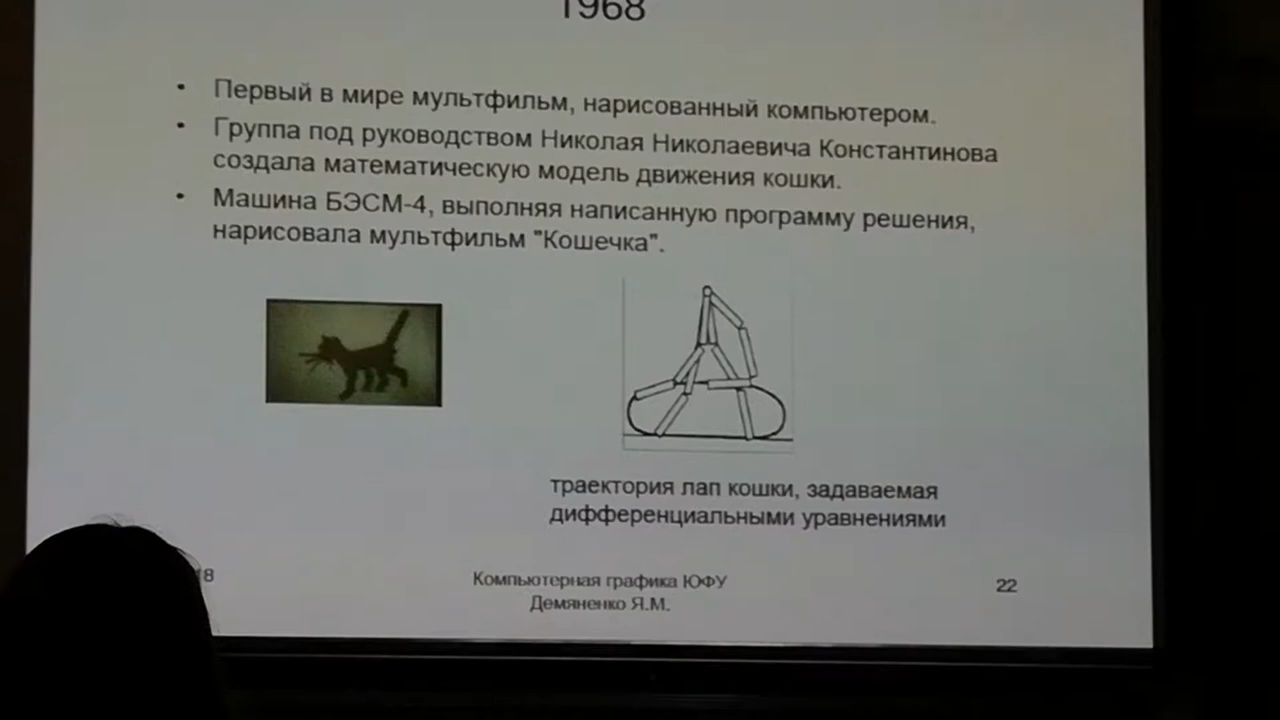 1968
• Первый в мире мультфильм, нарисованный компьютером.
• Группа под руководством Николая Николаевича Константинова
создала математическую модель движения кошки.
• Машина БЭСМ-4, выполняя написанную программу решения,
нарисовала мультфильм "Кошечка".
траектория лап кошки, задаваемая
дифференциальными уравнениями
8
Компьютерная графика ЮФУ
Демяненко Я.М.
22